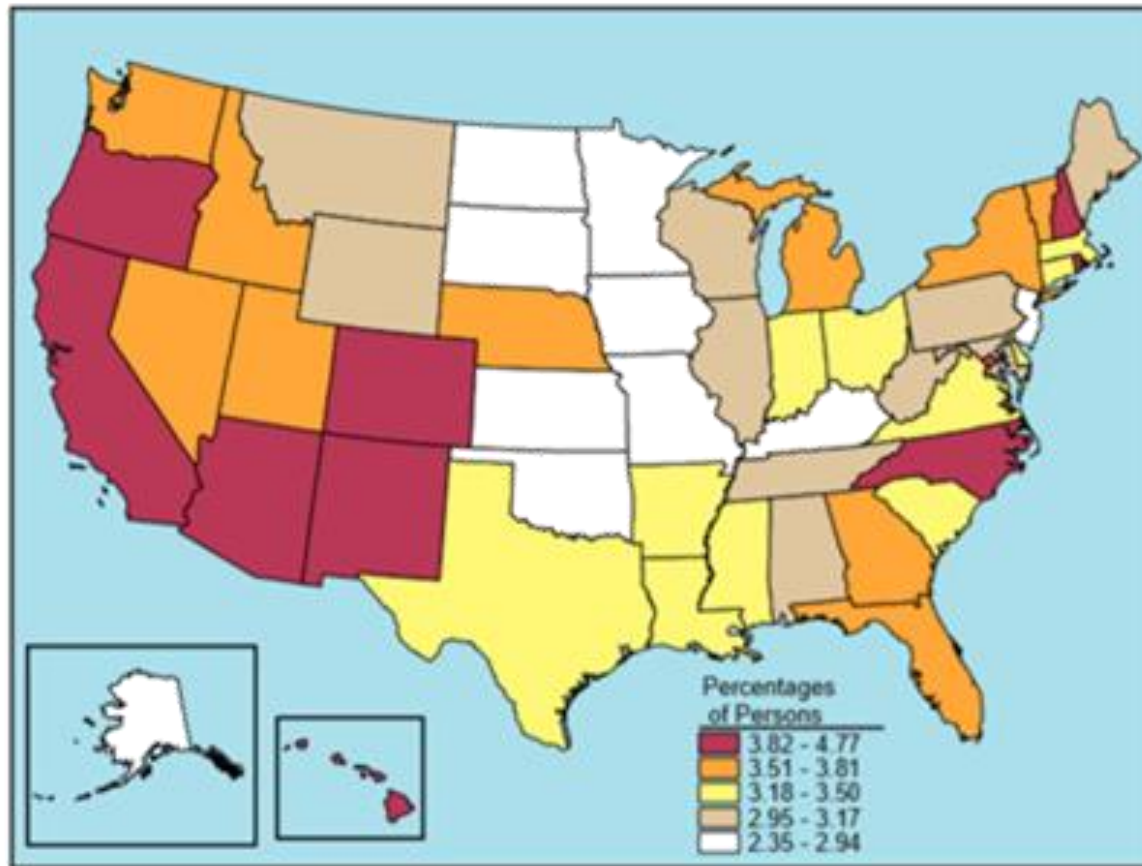 Percentages
of Persons
3.82 - 4.77
3.51 - 3.81
3.18 - 3.50
2.95 - 3.17
2.35 - 2.94